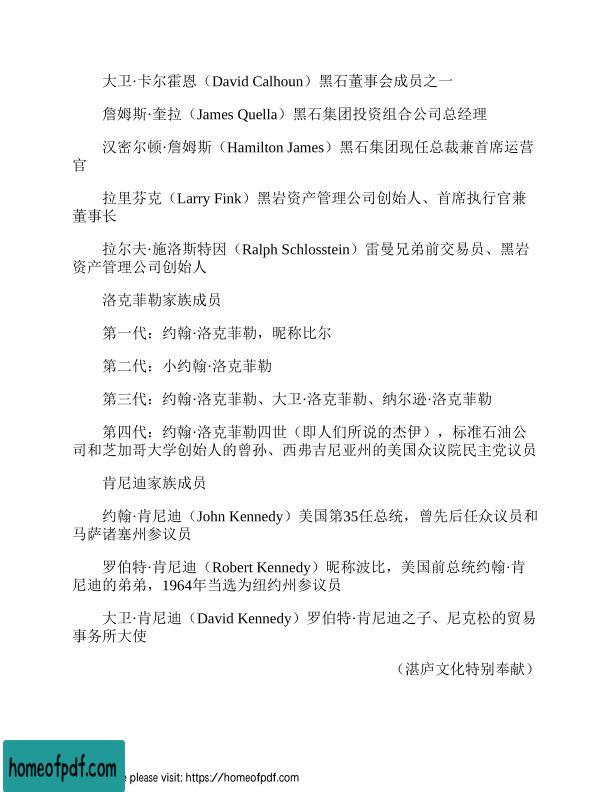 大卫·卡尔霍恩（David Calhoun）黑石董事会成员之一
詹姆斯·奎拉（James Quella）黑石集团投资组合公司总经理
汉密尔顿·詹姆斯（Hamilton James）黑石集团现任总裁兼首席运营
官
拉里芬克（Larry Fink）黑岩资产管理公司创始人、首席执行官兼
董事长
拉尔夫·施洛斯特因（Ralph Schlosstein）雷曼兄弟前交易员、黑岩
资产管理公司创始人
洛克菲勒家族成员
第一代：约翰·洛克菲勒，昵称比尔
第二代：小约翰·洛克菲勒
第三代：约翰·洛克菲勒、大卫·洛克菲勒、纳尔逊·洛克菲勒
第四代：约翰·洛克菲勒四世（即人们所说的杰伊），标准石油公
司和芝加哥大学创始人的曾孙、西弗吉尼亚州的美国众议院民主党议员
肯尼迪家族成员
约翰·肯尼迪（John Kennedy）美国第35任总统，曾先后任众议员和
马萨诸塞州参议员
罗伯特·肯尼迪（Robert Kennedy）昵称波比，美国前总统约翰·肯
尼迪的弟弟，1964年当选为纽约州参议员
大卫·肯尼迪（David Kennedy）罗伯特·肯尼迪之子、尼克松的贸易
事务所大使
（湛庐文化特别奉献）
homeofpdf.com
e please visit: https://homeofpdf.com